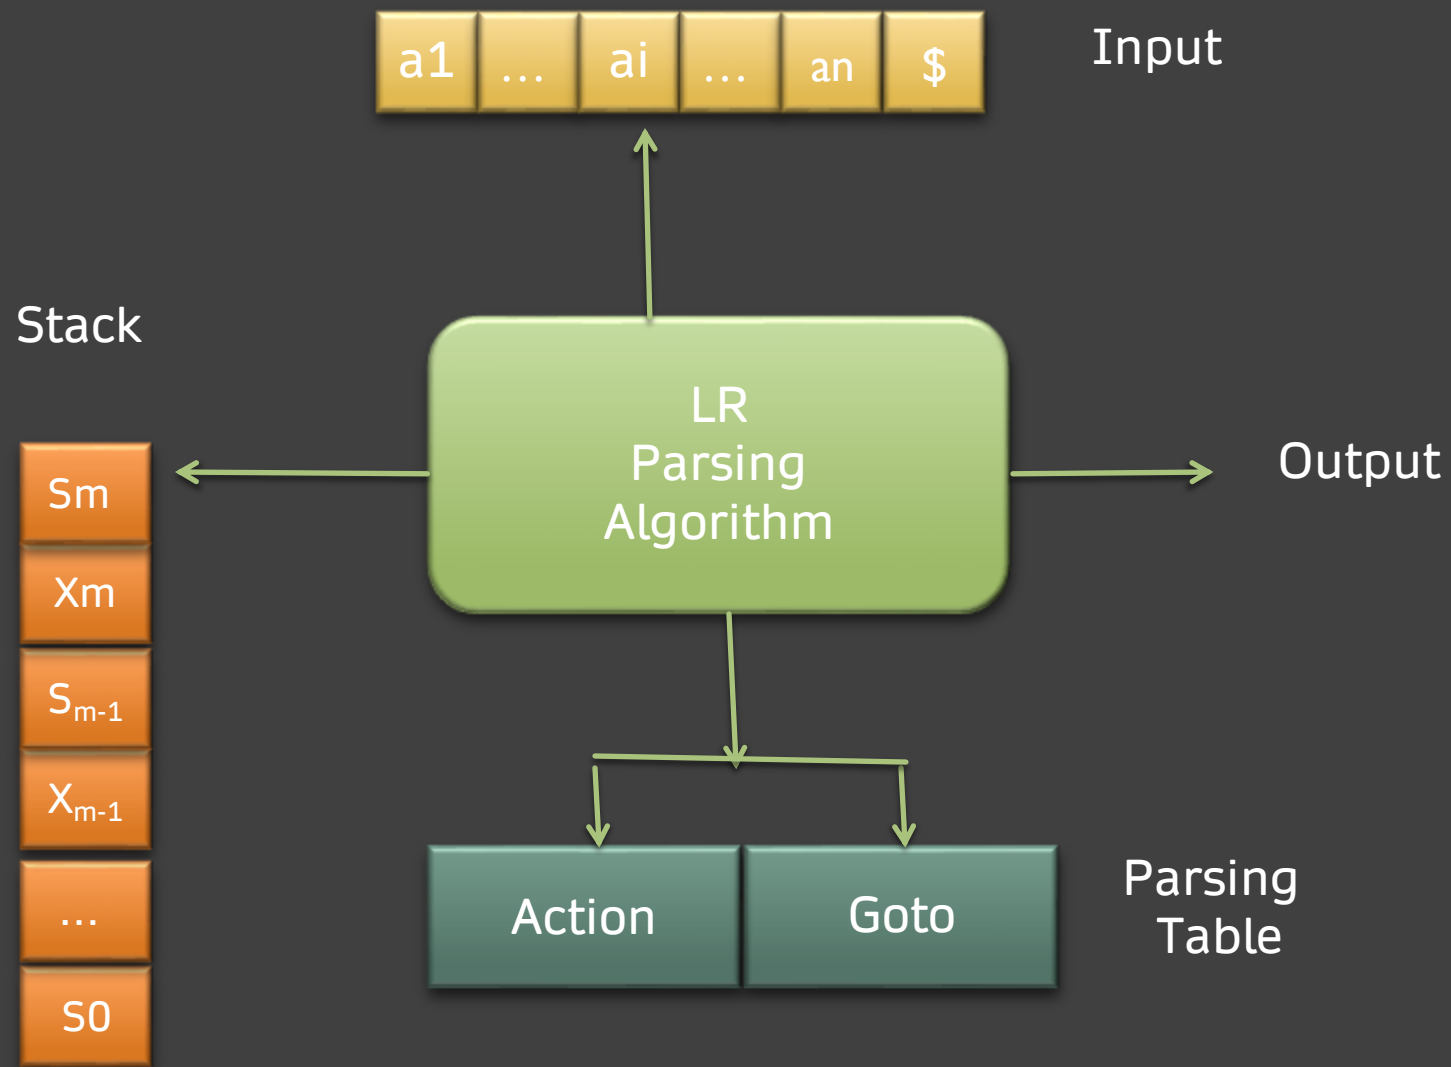 a1 ... ai ... an $
Input
Stack
LR
Parsing
Algorithm
Output
Sm
Xm
Sm-1
Xm-1
...
S0
Action
Goto
Parsing
Table